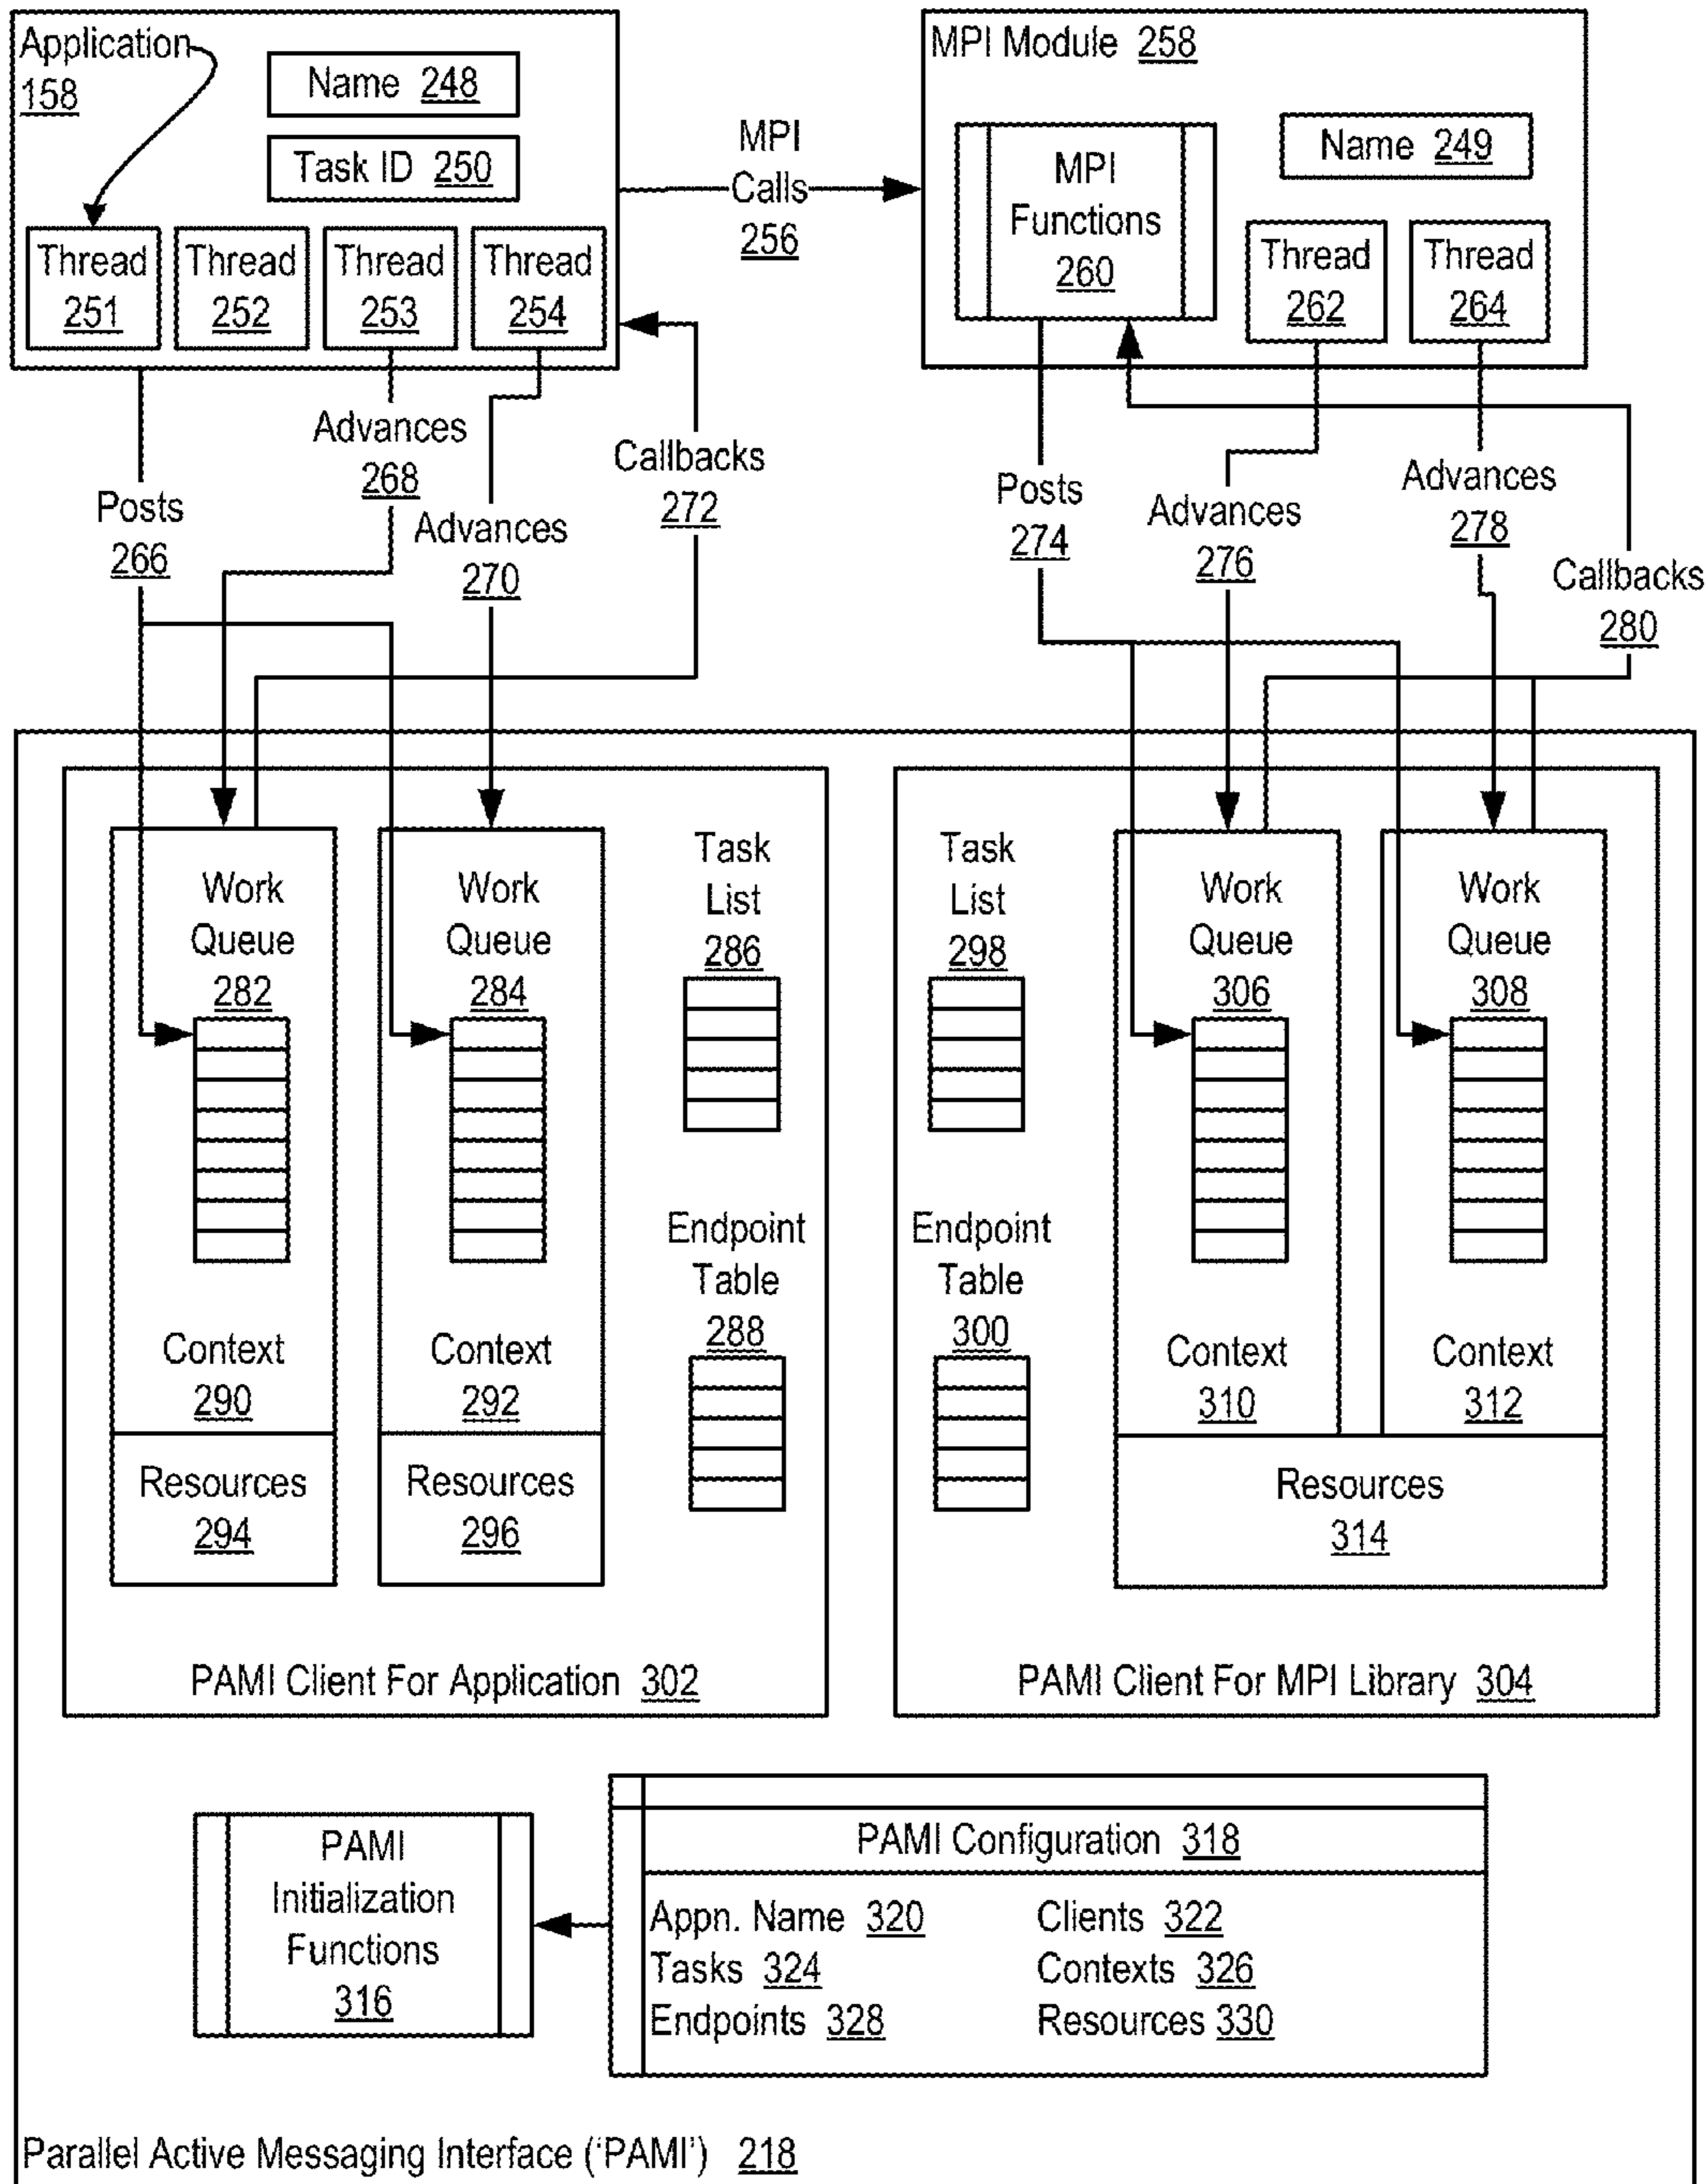 Application
158
Name 248
Task ID 250
Thread
251
Thread
252
Thread
253
Thread
254
MPI
Calls
256
MPI Module 258
MPI
Functions
260
Name 249
Thread
262
Thread
264
Posts
266
Advances
268
Advances
270
Callbacks
272
Posts
274
Advances
276
Advances
278
Callbacks
280
Work
Queue
282
Context
290
Resources
294
Work
Queue
284
Context
292
Resources
296
Task
List
286
Endpoint
Table
288
PAMI Client For Application 302
Task
List
298
Endpoint
Table
300
Work
Queue
306
Context
310
Work
Queue
308
Context
312
Resources
314
PAMI Client For MPI Library 304
PAMI
Initialization
Functions
316
PAMI Configuration 318
Appn. Name 320 Clients 322
Tasks 324 Contexts 326
Endpoints 328 Resources 330
Parallel Active Messaging Interface (‘PAMI’) 218